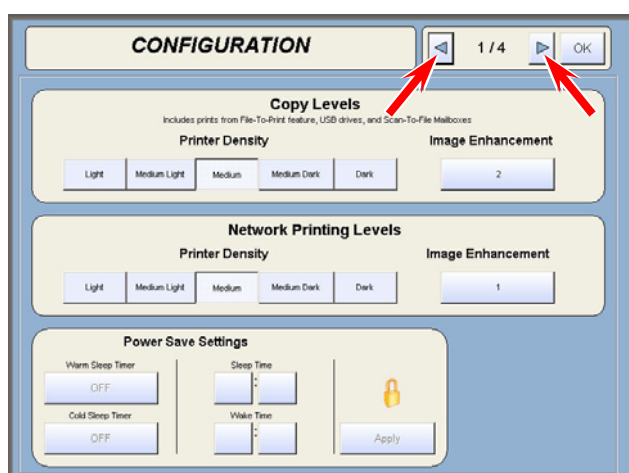 CONFIGURATION
1 / 4
OK
Copy Levels
Includes prints from File-To-Print feature, USB drives, and Scan-To-File Mailboxes
Printer Density
Image Enhancement
Light
Medium Light
Medium
Medium Dark
Dark
2
Network Printing Levels
Printer Density
Image Enhancement
Light
Medium Light
Medium
Medium Dark
Dark
1
Power Save Settings
Warm Sleep Timer
Sleep Time
OFF
:
Cold Sleep Timer
Wake Time
OFF
:
Apply